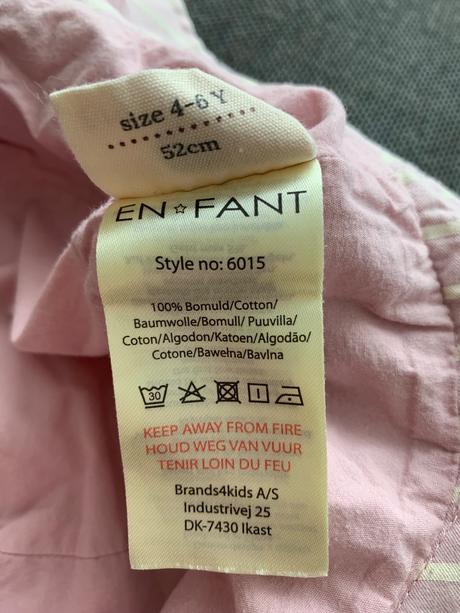 size 4-6 Y
52cm
EN☆FANT
Style no: 6015
100% Bomuld/Cotton/
Baumwolle/Bomull/ Puuvilla/
Coton/Algodon/Katoen/Algodão/
Cotone/Bawełna/Bavlna
30
KEEP AWAY FROM FIRE
HOUD WEG VAN VUUR
TENIR LOIN DU FEU
Brands4kids A/S
Industrivej 25
DK-7430 Ikast